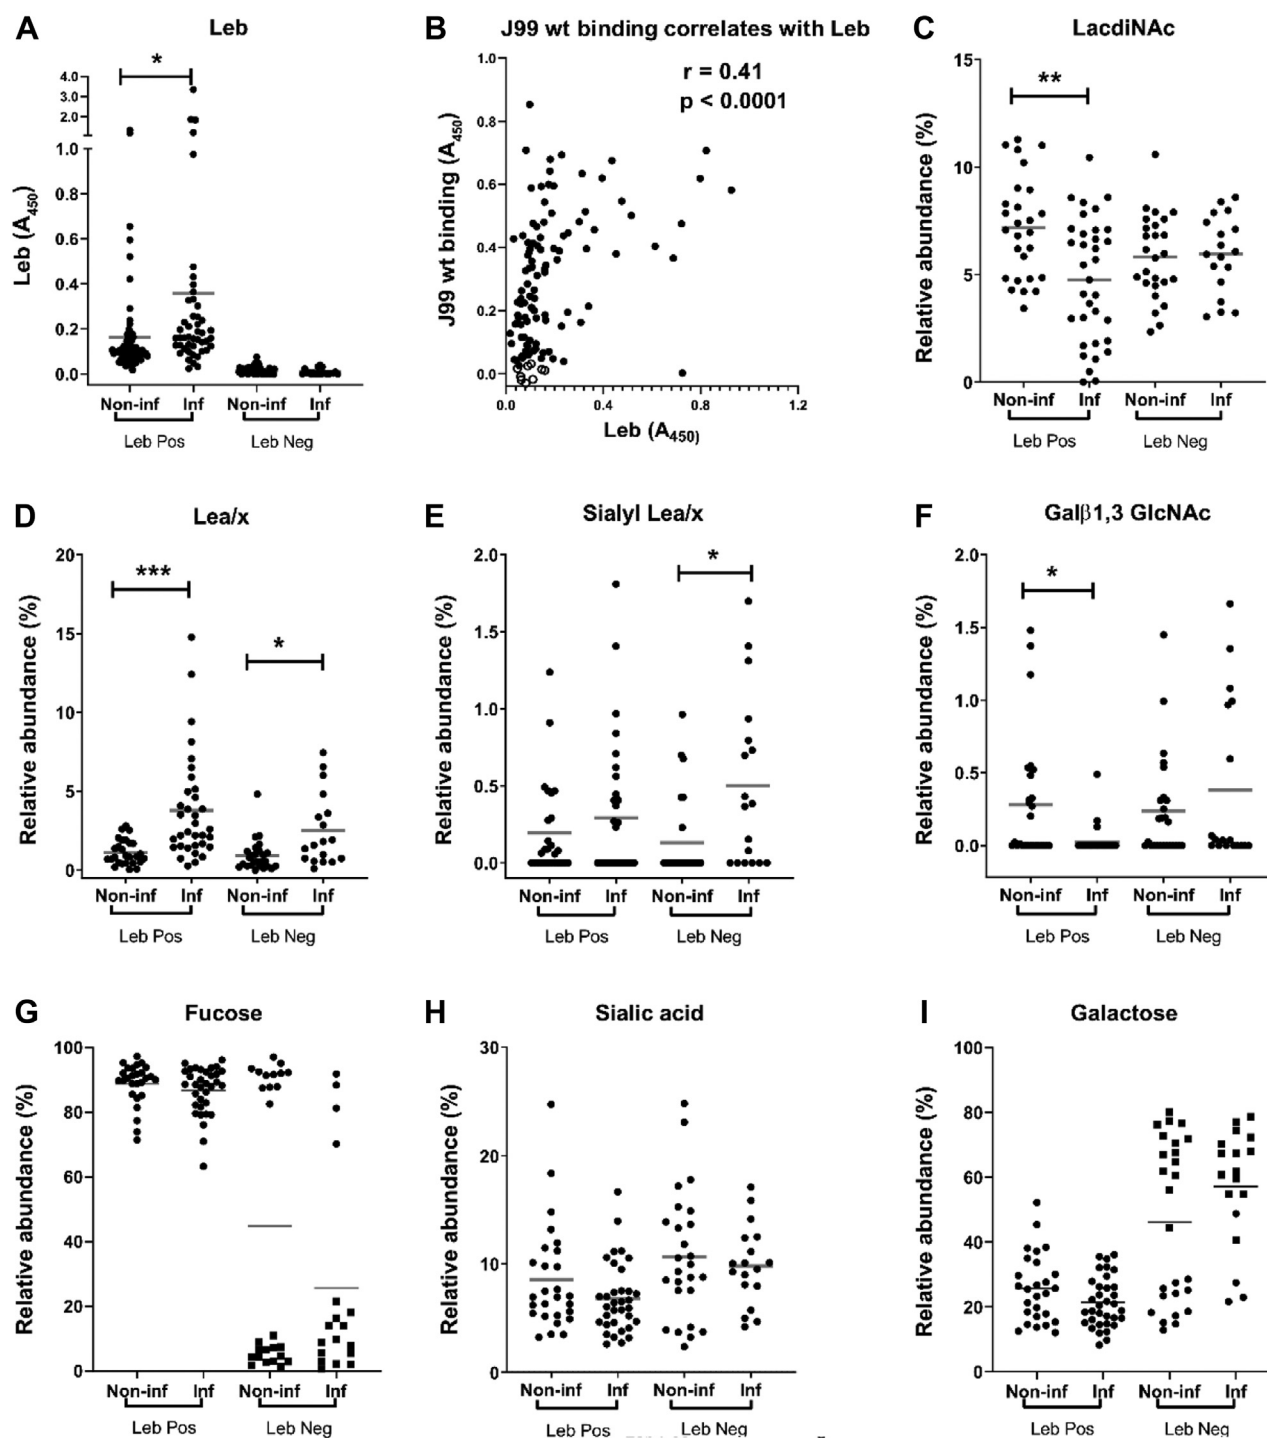 A
Leb
*
Leb (A450)
4.0
3.0
2.0
1.0
0.8
0.6
0.4
0.2
0.0
Non-inf Inf Non-inf Inf
Leb Pos Leb Neg
B
J99 wt binding correlates with Leb
r = 0.41
p < 0.0001
J99 wt binding (A450)
1.0
0.8
0.6
0.4
0.2
0.0
0.0 0.4 0.8 1.2
Leb (A450)
C
LacdiNAc
**
Relative abundance (%)
15
10
5
0
Non-inf Inf Non-inf Inf
Leb Pos Leb Neg
D
Lea/x
***
*
Relative abundance (%)
20
15
10
5
0
Non-inf Inf Non-inf Inf
Leb Pos Leb Neg
E
Sialyl Lea/x
*
Relative abundance (%)
2.0
1.5
1.0
0.5
0.0
Non-inf Inf Non-inf Inf
Leb Pos Leb Neg
F
Galβ1,3 GlcNAc
*
Relative abundance (%)
2.0
1.5
1.0
0.5
0.0
Non-inf Inf Non-inf Inf
Leb Pos Leb Neg
G
Fucose
Relative abundance (%)
100
80
60
40
20
0
Non-inf Inf Non-inf Inf
Leb Pos Leb Neg
H
Sialic acid
Relative abundance (%)
30
20
10
0
Non-inf Inf Non-inf Inf
Leb Pos Leb Neg
I
Galactose
Relative abundance (%)
100
80
60
40
20
0
Non-inf Inf Non-inf Inf
Leb Pos Leb Neg